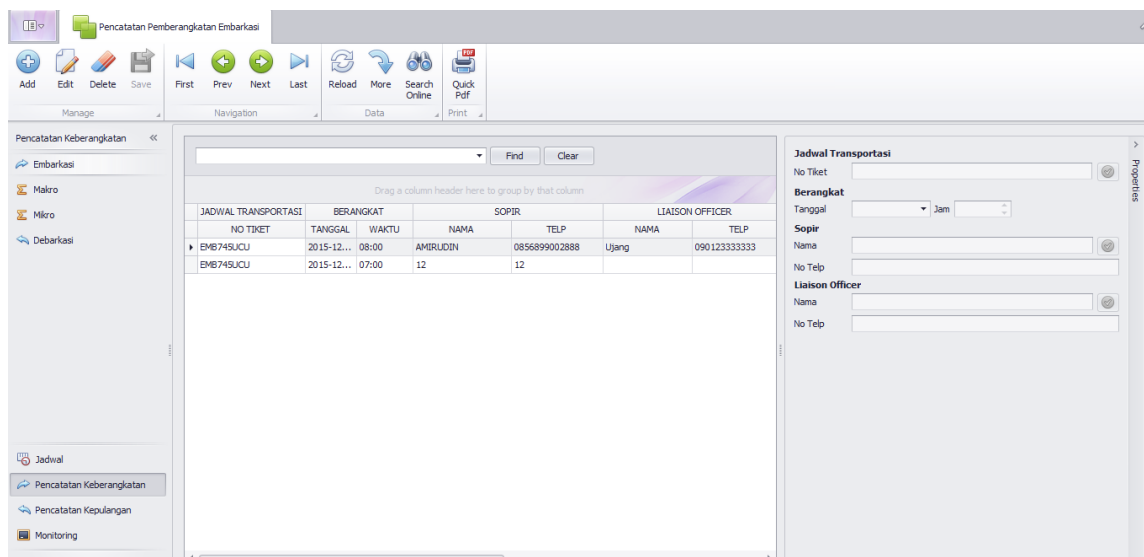 Pencatatan Pemberangkatan Embarkasi
Add Edit Delete Save First Prev Next Last Reload More Search Online Quick Pdf
Manage Navigation Data Print
Pencatatan Keberangkatan
Embarkasi
Makro
Mikro
Debarkasi
Jadwal
Pencatatan Keberangkatan
Pencatatan Kepulangan
Monitoring
Find Clear
Drag a column header here to group by that column
JADWAL TRANSPORTASI BERANGKAT SOPIR LIAISON OFFICER
NO TIKET TANGGAL WAKTU NAMA TELP NAMA TELP
EMB745UCU 2015-12... 08:00 AMIRUDIN 0856899002888 Ujang 090123333333
EMB745UCU 2015-12... 07:00 12 12
Jadwal Transportasi
No Tiket
Berangkat
Tanggal Jam
Sopir
Nama
No Telp
Liaison Officer
Nama
No Telp
Properties